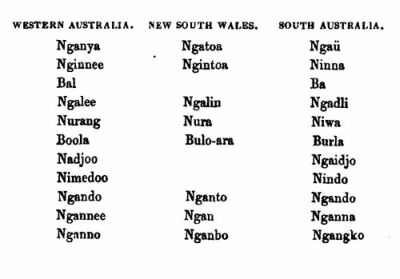 WESTERN AUSTRALIA. NEW SOUTH WALES. SOUTH AUSTRALIA.
Nganya Ngatoa Ngaü
Nginnee Ngintoa Ninna
Bal Ba
Ngalee Ngalin Ngadli
Nurang Nura Niwa
Boola Bulo-ara Burla
Nadjoo Ngaidjo
Nimedoo Nindo
Ngando Nganto Ngando
Ngannee Ngan Nganna
Nganno Nganbo Ngangko